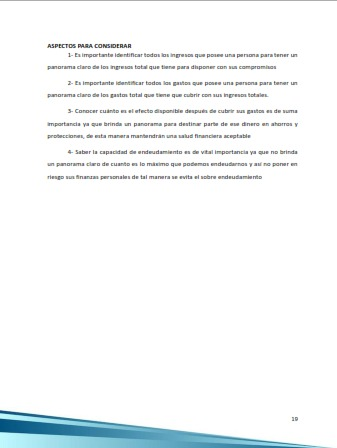 ASPECTOS PARA CONSIDERAR
1- Es importante identificar todos los ingresos que posee una persona para tener un
panorama claro de los ingresos total que tiene para disponer con sus compromisos
2- Es importante identificar todos los gastos que posee una persona para tener un
panorama claro de los gastos total que tiene que cubrir con sus ingresos totales.
3- Conocer cuánto es el efecto disponible después de cubrir sus gastos es de suma
importancia ya que brinda un panorama para destinar parte de ese dinero en ahorros y
protecciones, de esta manera mantendrán una salud financiera aceptable
4- Saber la capacidad de endeudamiento es de vital importancia ya que no brinda
un panorama claro de cuanto es lo máximo que podemos endeudarnos y así no poner en
riesgo sus finanzas personales de tal manera se evita el sobre endeudamiento
19